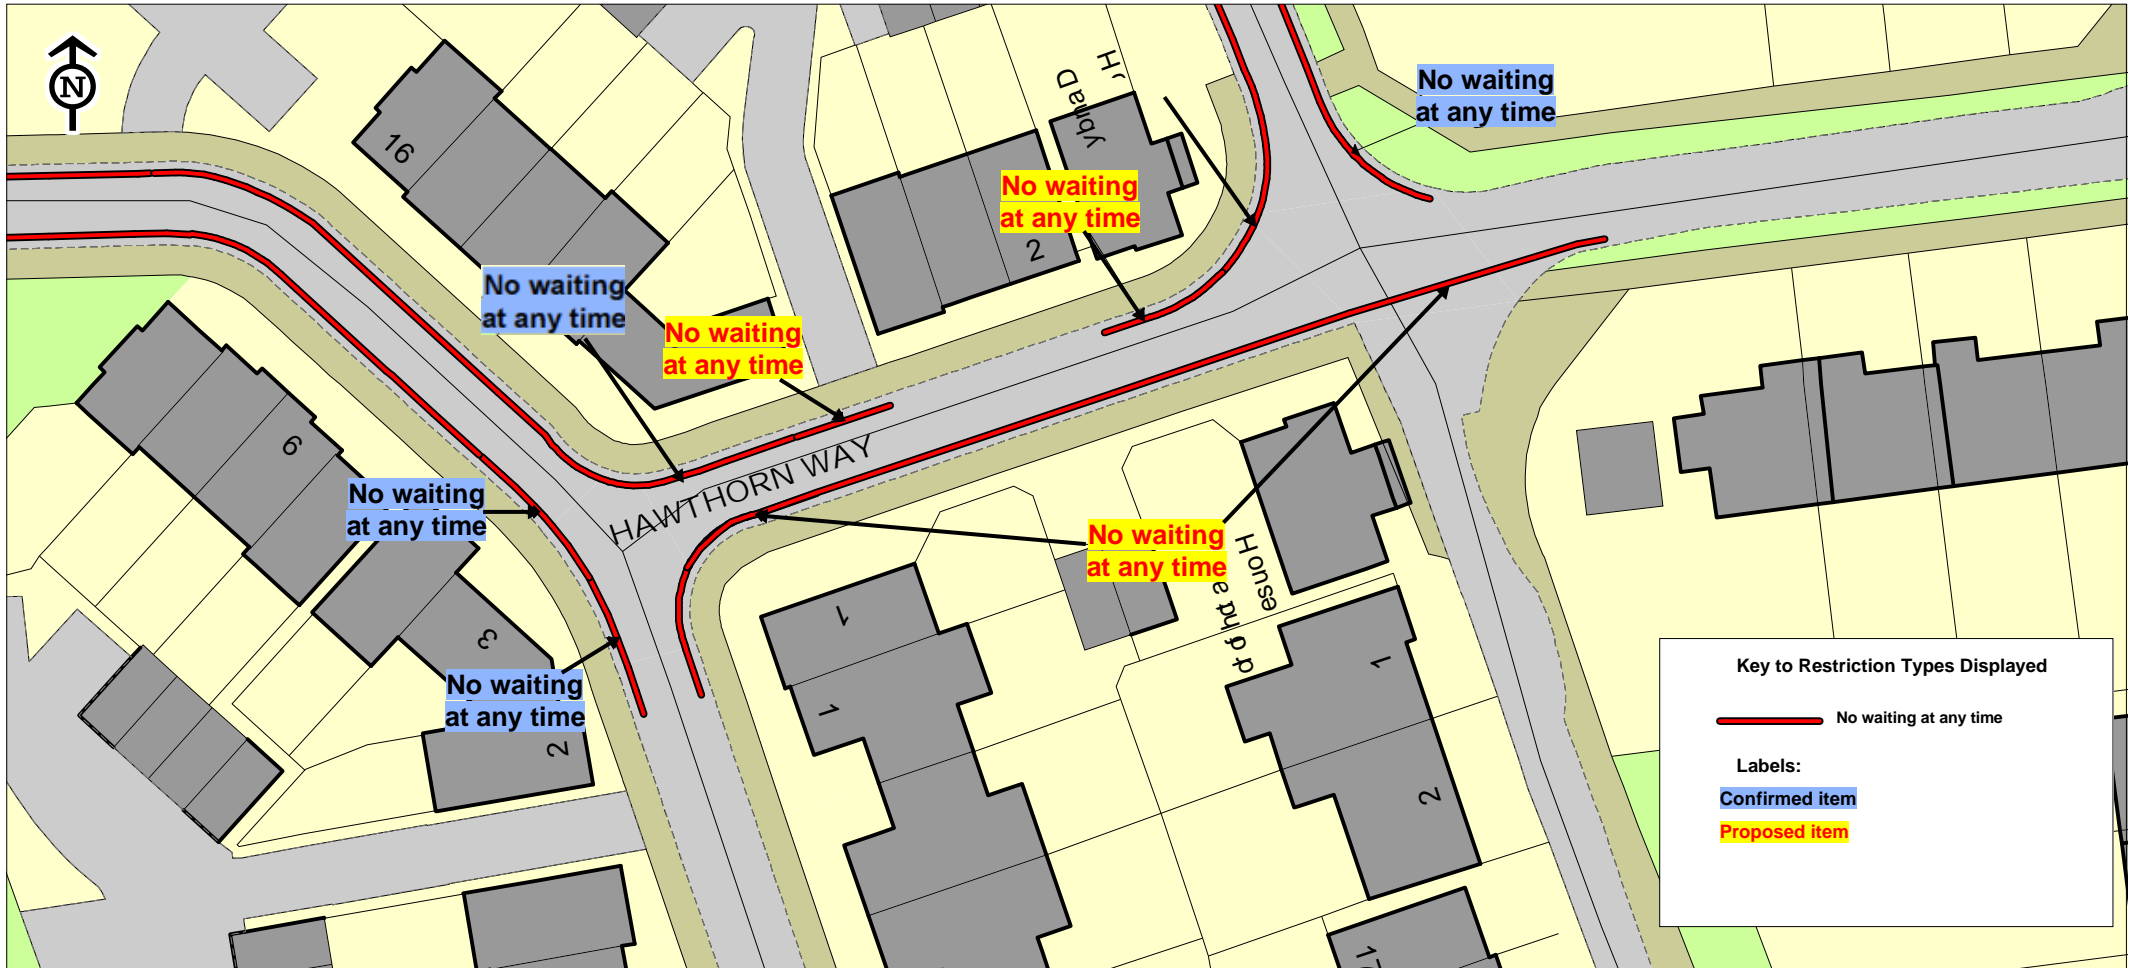 N
No waiting
at any time
16
No waiting
at any time
2
No waiting
at any time
No waiting
at any time
9
HAWTHORN WAY
No waiting
at any time
No waiting
at any time
House
1
3
1
No waiting
at any time
1
2
2
Key to Restriction Types Displayed
No waiting at any time
Labels:
Confirmed item
Proposed item